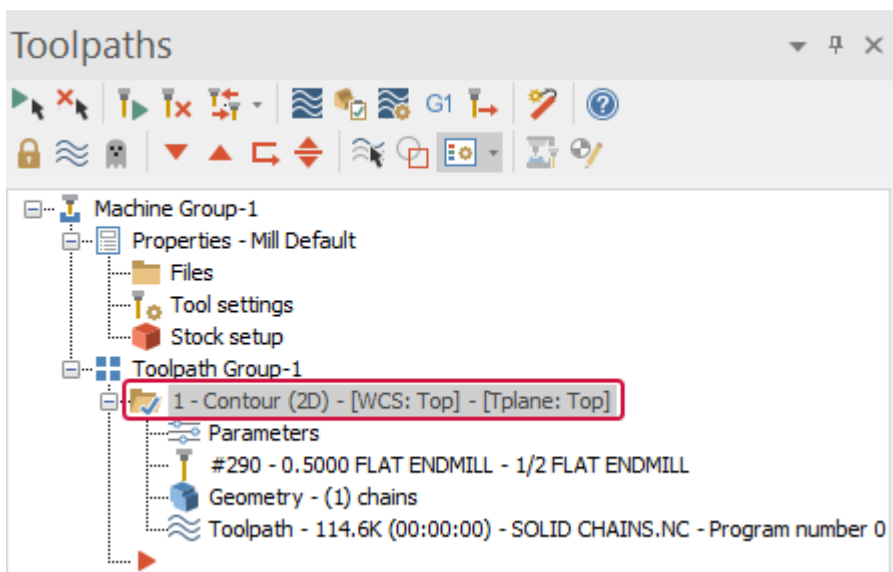 Toolpaths
G1
Machine Group-1
Properties - Mill Default
Files
Tool settings
Stock setup
Toolpath Group-1
1 - Contour (2D) - [WCS: Top] - [Tplane: Top]
Parameters
#290 - 0.5000 FLAT ENDMILL - 1/2 FLAT ENDMILL
Geometry - (1) chains
Toolpath - 114.6K (00:00:00) - SOLID CHAINS.NC - Program number 0